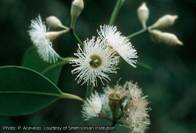 Photo: P. Acevedo, courtesy of Smithsonian Institution